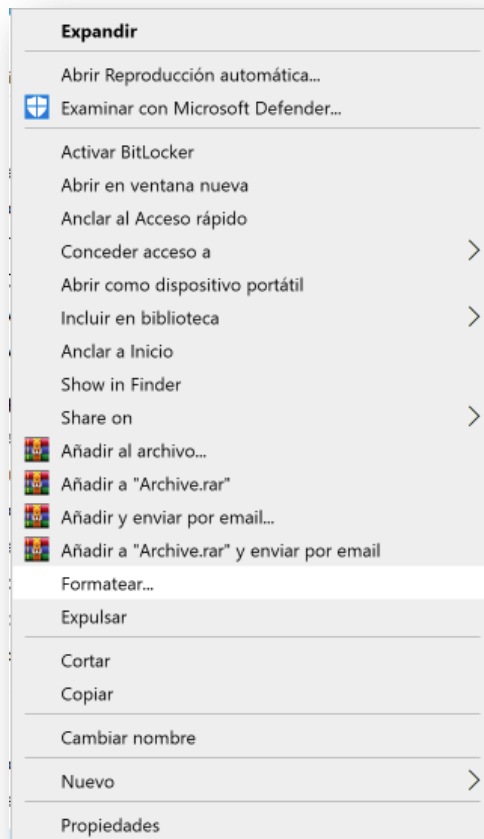 Expandir
Abrir Reproducción automática...
Examinar con Microsoft Defender...
Activar BitLocker
Abrir en ventana nueva
Anclar al Acceso rápido
Conceder acceso a
Abrir como dispositivo portátil
Incluir en biblioteca
Anclar a Inicio
Show in Finder
Share on
Añadir al archivo...
Añadir a "Archive.rar"
Añadir y enviar por email...
Añadir a "Archive.rar" y enviar por email
Formatear...
Expulsar
Cortar
Copiar
Cambiar nombre
Nuevo
Propiedades